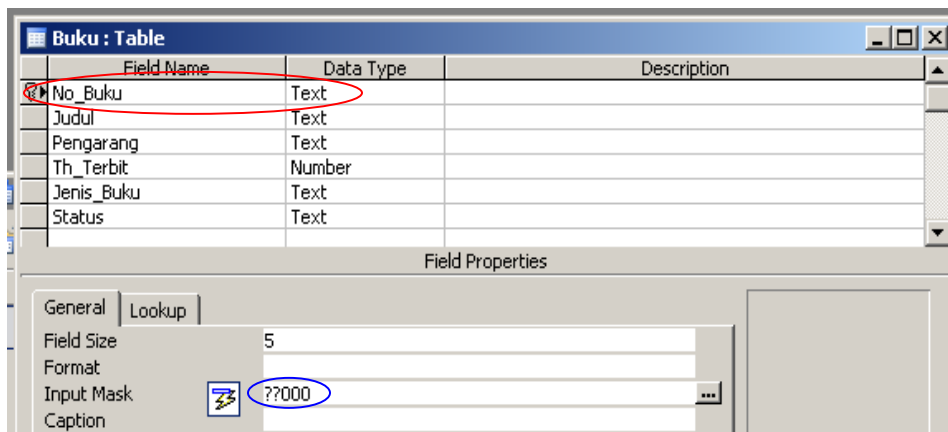 Buku : Table
Field Name Data Type Description
No_Buku Text
Judul Text
Pengarang Text
Th_Terbit Number
Jenis_Buku Text
Status Text
Field Properties
General Lookup
Field Size 5
Format
Input Mask ??000 ...
Caption